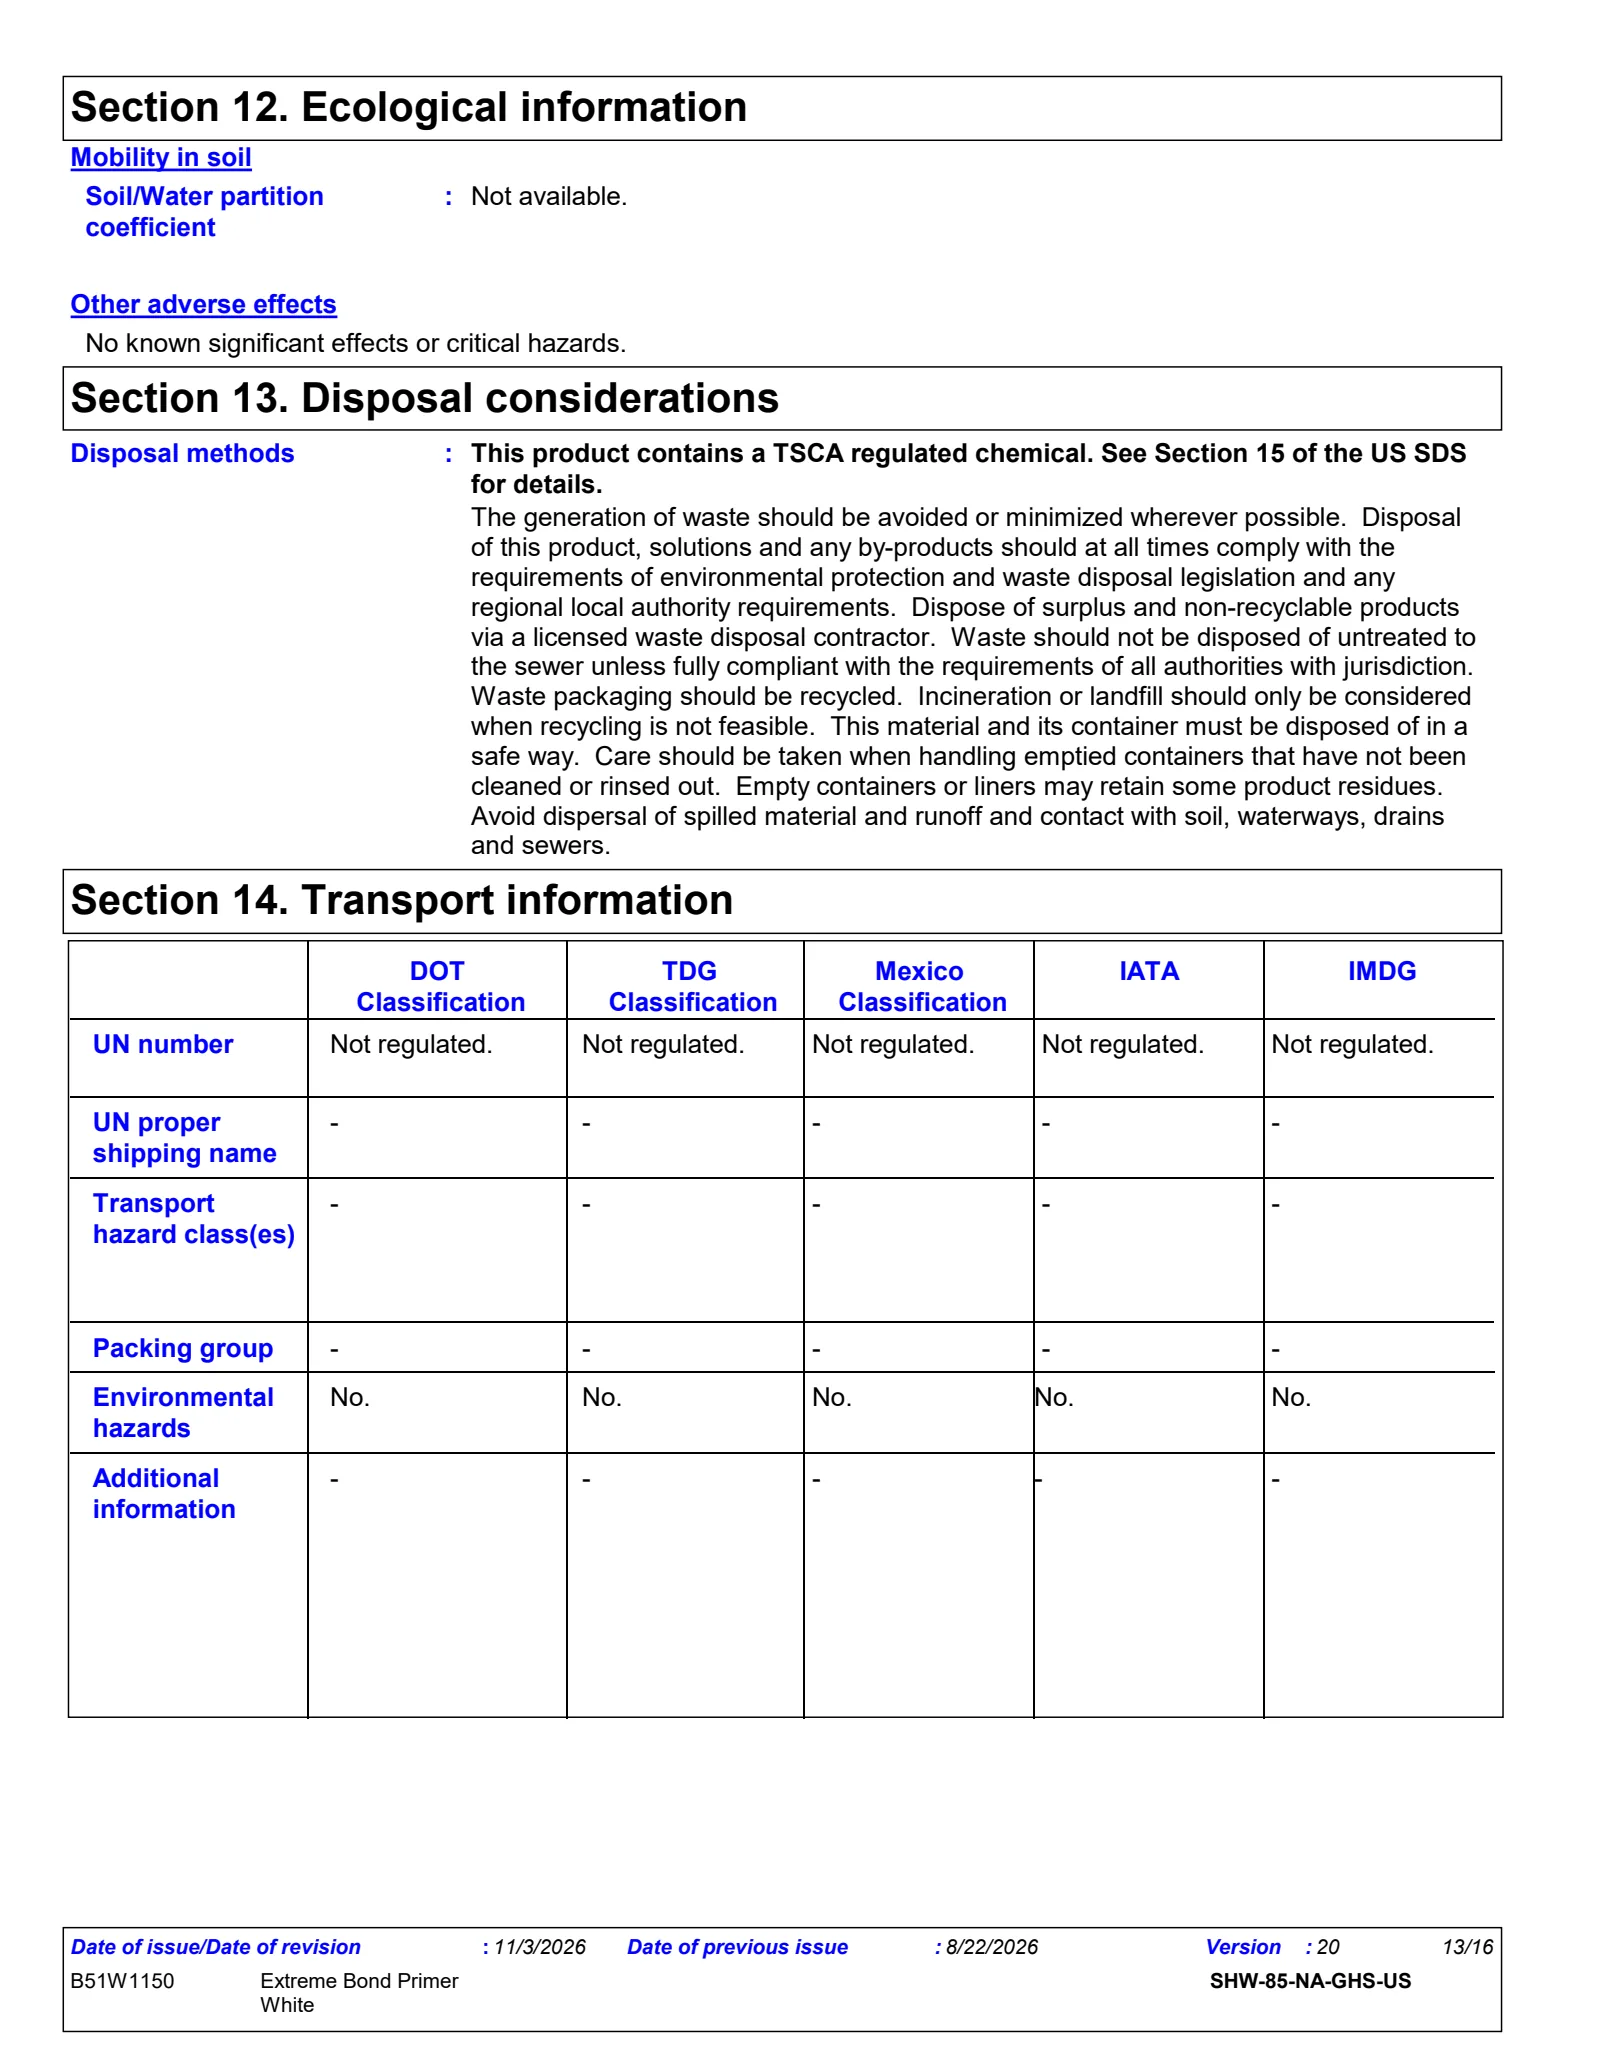 Section 12. Ecological information
Mobility in soil
Soil/Water partition : Not available.
coefficient
Other adverse effects
No known significant effects or critical hazards.
Section 13. Disposal considerations
Disposal methods : This product contains a TSCA regulated chemical. See Section 15 of the US SDS
for details.
The generation of waste should be avoided or minimized wherever possible. Disposal
of this product, solutions and any by-products should at all times comply with the
requirements of environmental protection and waste disposal legislation and any
regional local authority requirements. Dispose of surplus and non-recyclable products
via a licensed waste disposal contractor. Waste should not be disposed of untreated to
the sewer unless fully compliant with the requirements of all authorities with jurisdiction.
Waste packaging should be recycled. Incineration or landfill should only be considered
when recycling is not feasible. This material and its container must be disposed of in a
safe way. Care should be taken when handling emptied containers that have not been
cleaned or rinsed out. Empty containers or liners may retain some product residues.
Avoid dispersal of spilled material and runoff and contact with soil, waterways, drains
and sewers.
Section 14. Transport information
DOT TDG Mexico IATA IMDG
Classification Classification Classification
UN number Not regulated. Not regulated. Not regulated. Not regulated. Not regulated.
UN proper - - - - -
shipping name
Transport - - - - -
hazard class(es)
Packing group - - - - -
Environmental No. No. No. No. No.
hazards
Additional - - - - -
information
Date of issue/Date of revision : 11/3/2026 Date of previous issue : 8/22/2026 Version : 20 13/16
B51W1150 Extreme Bond Primer SHW-85-NA-GHS-US
White